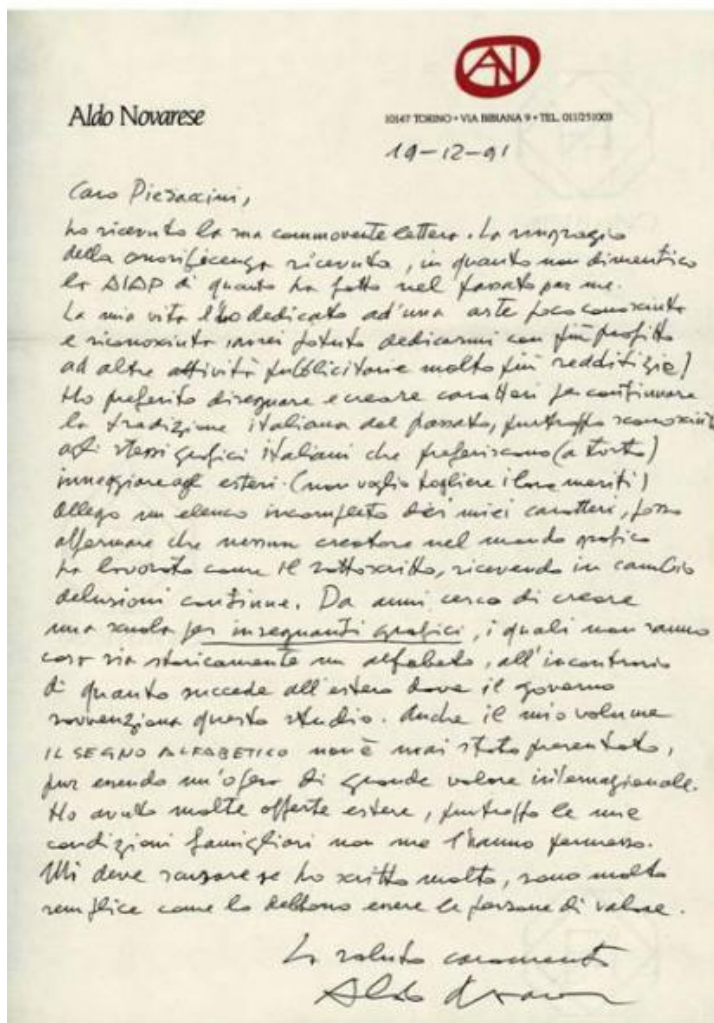 AN
Aldo Novarese
10147 TORINO • VIA BIBIANA 9 • TEL. 011/251003
19-12-91
Caro Pieraccini,
ho ricevuto la sua commovente lettera. La ringrazio
della onorificenza ricevuta, in quanto non dimentico
la AIAP di quanto ha fatto nel passato per me.
La mia vita l'ho dedicato ad'una arte poco conosciuta
e riconosciuta avrei potuto dedicarmi con più profitto
ad altre attività pubblicitarie molto più redditizie)
Ho preferito disegnare e creare caratteri per continuare
la tradizione italiana del passato, purtroppo sconosciuta
agli stessi grafici italiani che preferiscono (a torto)
inneggiare agli esteri. (non voglio togliere i loro meriti)
Allego un elenco incompleto dei miei caratteri, posso
affermare che nessun creatore nel mondo grafico
ha lavorato come il sottoscritto, ricevendo in cambio
delusioni continue. Da anni cerco di creare
una scuola per insegnanti grafici, i quali non sanno
cosa sia storicamente un alfabeto, all'incontrario
di quanto succede all'estero dove il governo
sovvenziona questo studio. Anche il mio volume
IL SEGNO ALFABETICO non è mai stato presentato,
pur essendo un'opera di grande valore internazionale.
Ho avuto molte offerte estere, purtroppo le mie
condizioni famigliari non me l'hanno permesso.
Mi deve scusare se ho scritto molto, sono molto
semplice come lo debbono essere le persone di valore.
La saluto caramente
Aldo Novarese